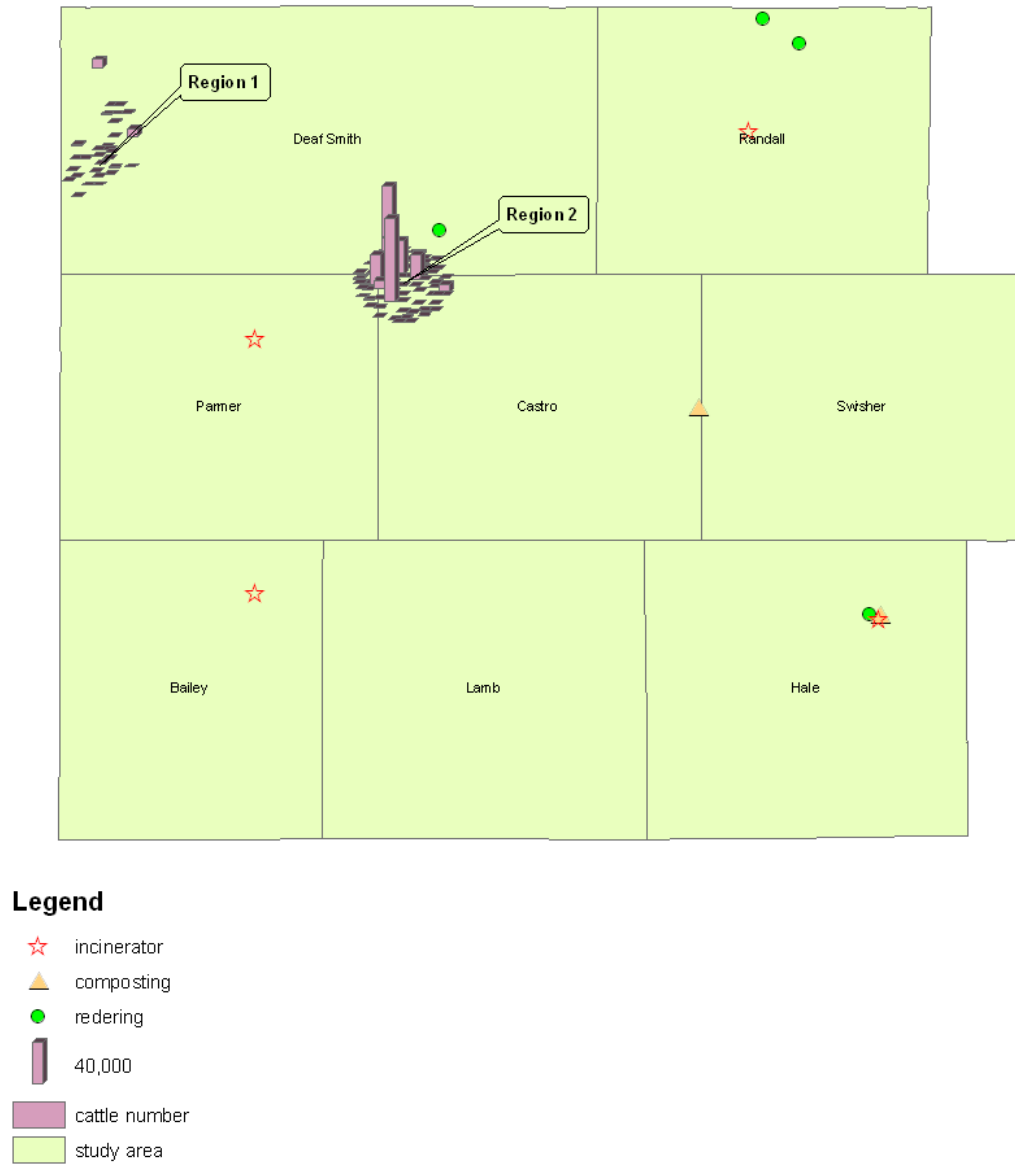 Region 1
Deaf Smith
Randall
Region 2
Parmer
Castro
Swisher
Bailey
Lamb
Hale
Legend
incinerator
composting
redering
40,000
cattle number
study area